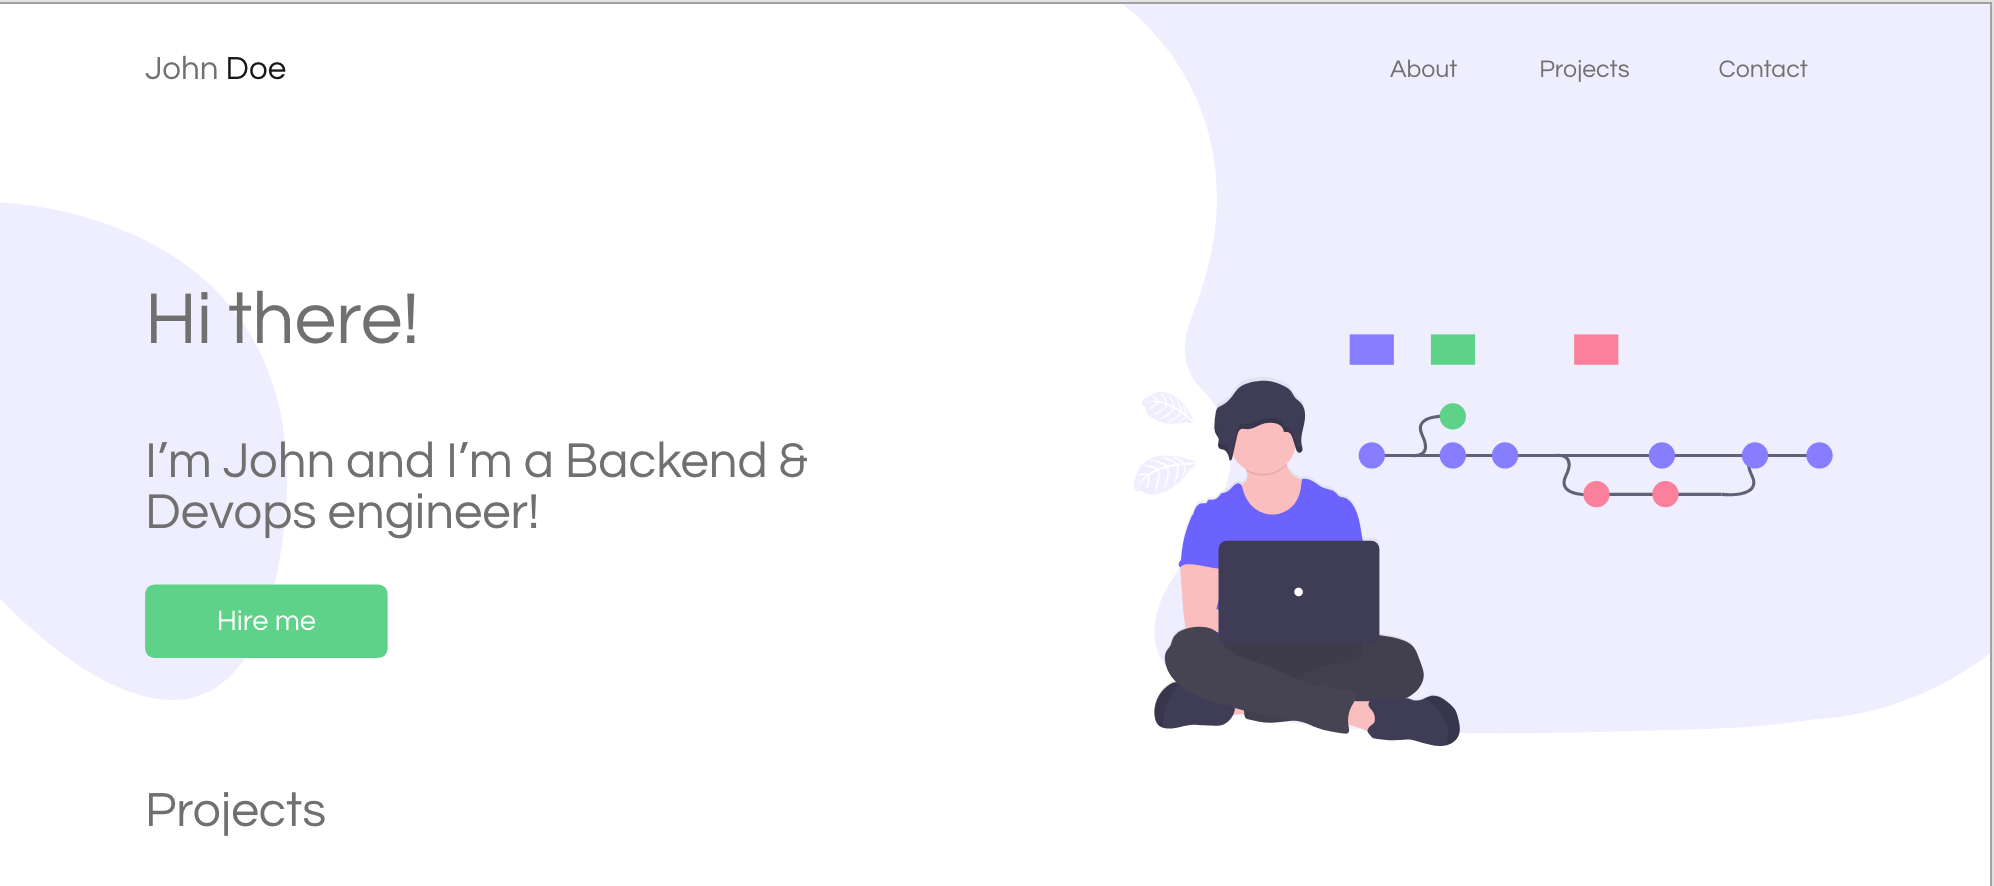 John Doe
About
Projects
Contact
Hi there!
I’m John and I’m a Backend &
Devops engineer!
Hire me
Projects